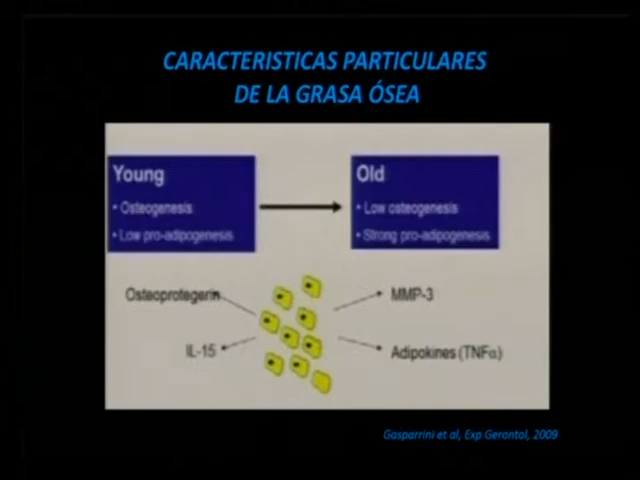 CARACTERISTICAS PARTICULARES
DE LA GRASA ÓSEA
Young
• Osteogenesis
• Low pro-adipogenesis
Old
• Low osteogenesis
• Strong pro-adipogenesis
Osteoprotegerin
MMP-3
IL-15
Adipokines (TNFα)
Gasparrini et al, Exp Gerontol, 2009